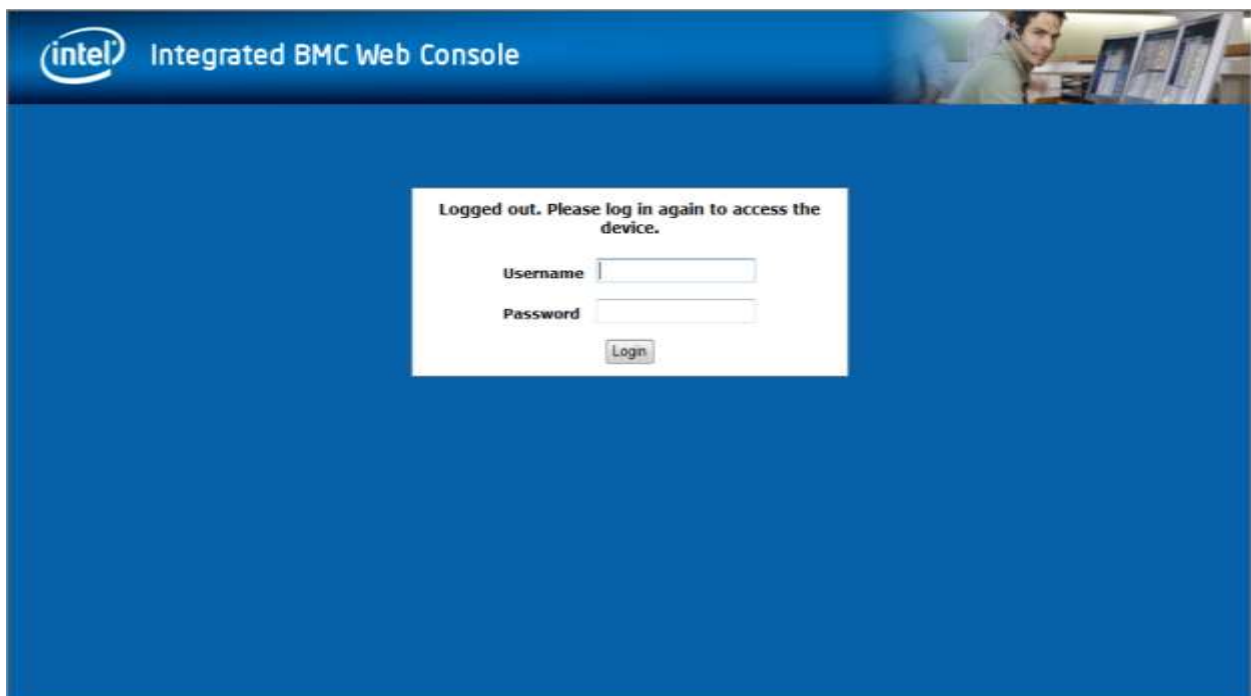 intel Integrated BMC Web Console
Logged out. Please log in again to access the
device.
Username
Password
Login